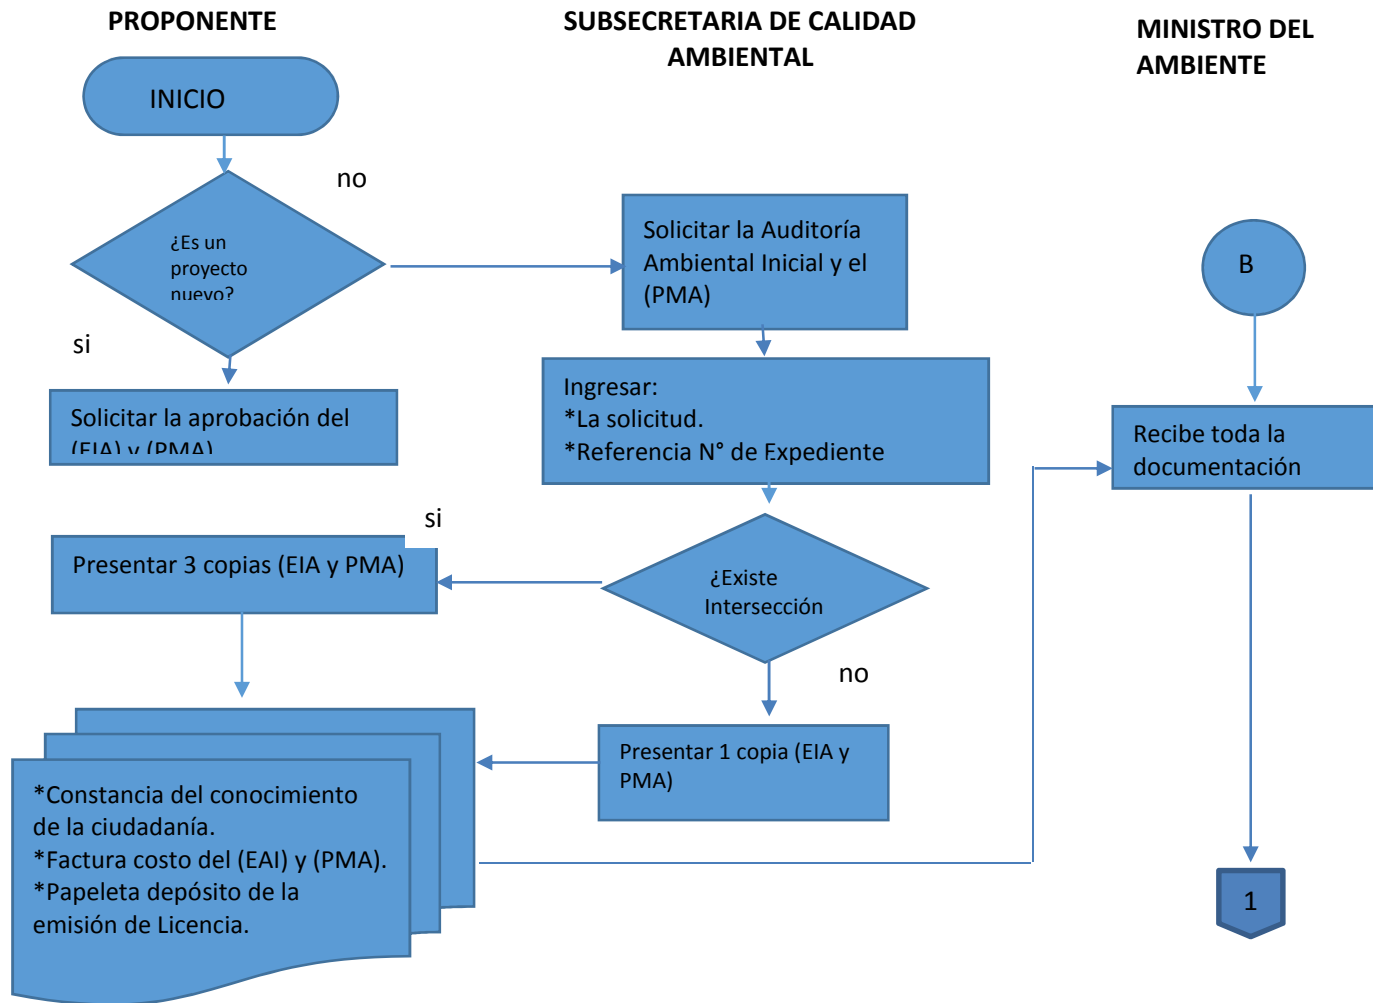 PROPONENTE
SUBSECRETARIA DE CALIDAD
AMBIENTAL
MINISTRO DEL
AMBIENTE
INICIO
no
¿Es un
proyecto
nuevo?
si
Solicitar la aprobación del
(EIA) y (PMA)
Solicitar la Auditoría
Ambiental Inicial y el
(PMA)
Ingresar:
*La solicitud.
*Referencia N° de Expediente
B
Recibe toda la
documentación
si
Presentar 3 copias (EIA y PMA)
¿Existe
Intersección
no
Presentar 1 copia (EIA y
PMA)
*Constancia del conocimiento
de la ciudadanía.
*Factura costo del (EAI) y (PMA).
*Papeleta depósito de la
emisión de Licencia.
1